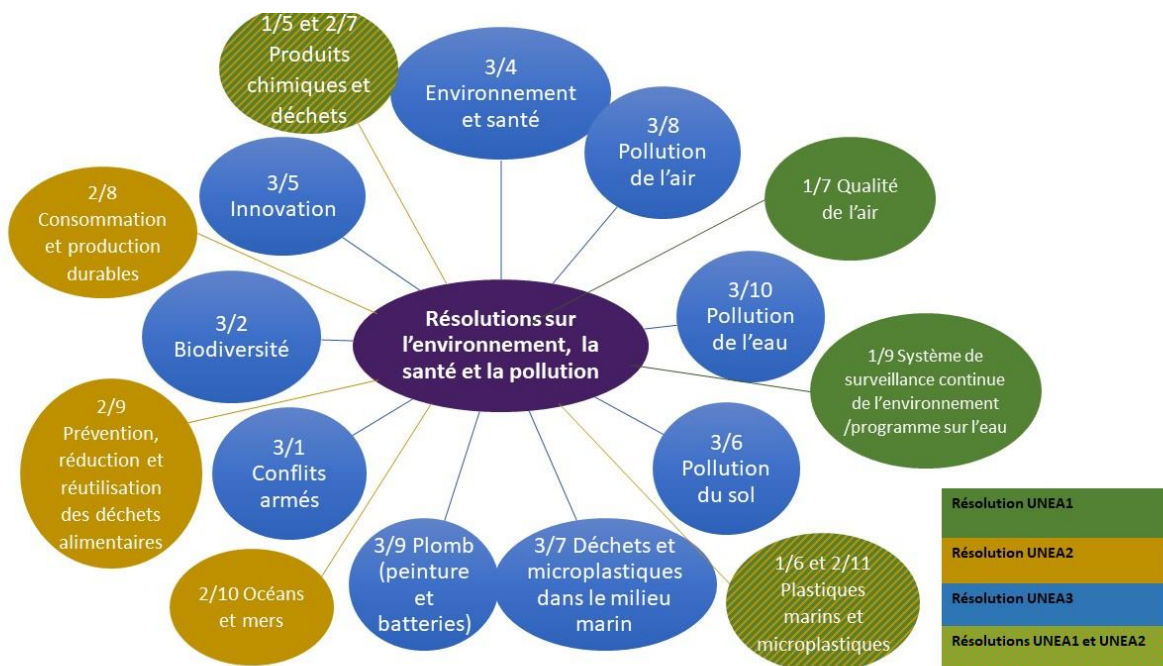 1/5 et 2/7
Produits
chimiques et
déchets
3/4
Environnement
et santé
3/8
Pollution
de l’air
1/7 Qualité
de l’air
3/5
Innovation
2/8
Consommation
et production
durables
3/10
Pollution
de l’eau
3/2
Biodiversité
Résolutions sur
l’environnement, la
santé et la pollution
1/9 Système de
surveillance continue
de l’environnement
/programme sur l’eau
2/9
Prévention,
réduction et
réutilisation
des déchets
alimentaires
3/1
Conflits
armés
3/6
Pollution
du sol
2/10 Océans
et mers
3/9 Plomb
(peinture
et
batteries)
3/7 Déchets et
microplastiques
dans le milieu
marin
1/6 et 2/11
Plastiques
marins et
microplastiques
Résolution UNEA1
Résolution UNEA2
Résolution UNEA3
Résolutions UNEA1 et UNEA2